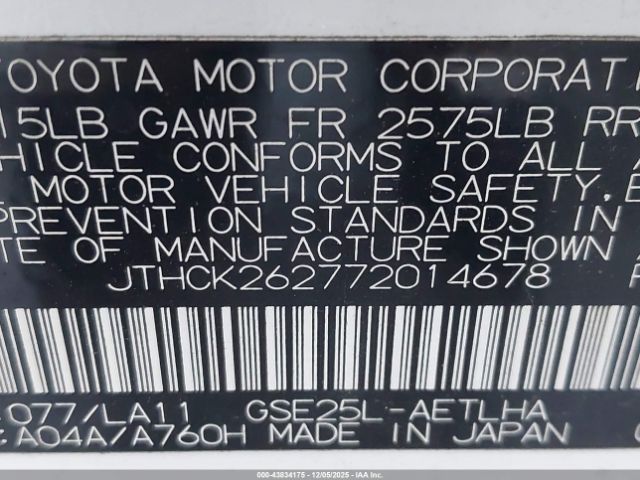 TOYOTA MOTOR CORPORATI
15LB GAWR FR 2575LB RR
HICLE CONFORMS TO ALL
MOTOR VEHICLE SAFETY,
PREVENTION STANDARDS IN
TE OF MANUFACTURE SHOWN
JTHCK262772014678
077/LA11 GSE25L-AETLHA
A04A/A760H MADE IN JAPAN
000-43834175 12/05/2025 IAA Inc.